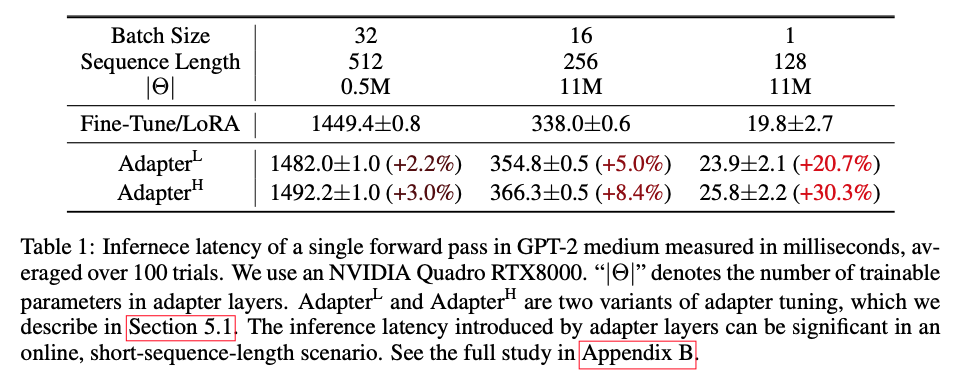 Batch Size 32 16 1
Sequence Length 512 256 128
|Θ| 0.5M 11M 11M
Fine-Tune/LoRA 1449.4±0.8 338.0±0.6 19.8±2.7
Adapter^L 1482.0±1.0 (+2.2%) 354.8±0.5 (+5.0%) 23.9±2.1 (+20.7%)
Adapter^H 1492.2±1.0 (+3.0%) 366.3±0.5 (+8.4%) 25.8±2.2 (+30.3%)
Table 1: Infernece latency of a single forward pass in GPT-2 medium measured in milliseconds, av-
eraged over 100 trials. We use an NVIDIA Quadro RTX8000. “|Θ|” denotes the number of trainable
parameters in adapter layers. Adapter^L and Adapter^H are two variants of adapter tuning, which we
describe in Section 5.1. The inference latency introduced by adapter layers can be significant in an
online, short-sequence-length scenario. See the full study in Appendix B.